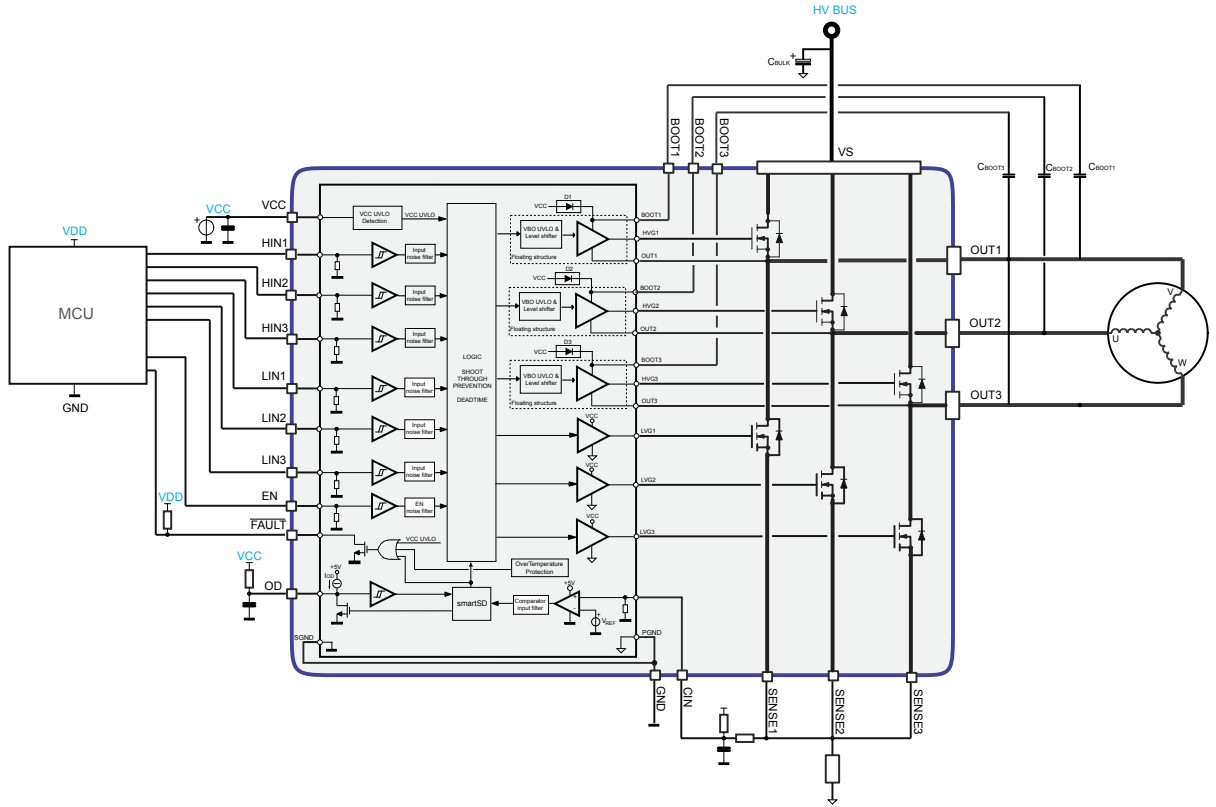 HV BUS
CBULK
BOOT1
BOOT2
BOOT3
VS
CBOOT3
CBOOT2
CBOOT1
VCC
VCC
VDD
MCU
GND
HIN1
HIN2
HIN3
LIN1
LIN2
LIN3
EN
FAULT
VDD
VCC
OD
VCC UVLO
Detection
VCC UVLO
Input
noise filter
Input
noise filter
Input
noise filter
Input
noise filter
Input
noise filter
Input
noise filter
EN
noise filter
LOGIC
SHOOT
THROUGH
PREVENTION
DEADTIME
D1
VCC
VBO UVLO &
Level shifter
Floating structure
BOOT1
HVG1
OUT1
D2
VCC
VBO UVLO &
Level shifter
Floating structure
BOOT2
HVG2
OUT2
D3
VCC
VBO UVLO &
Level shifter
Floating structure
BOOT3
HVG3
OUT3
VCC
LVG1
VCC
LVG2
VCC
LVG3
VCC UVLO
OverTemperature
Protection
+5V
IOD
smartSD
Comparator
input filter
+5V
+
-
+
VREF
SGND
PGND
GND
CIN
SENSE1
SENSE2
SENSE3
OUT1
OUT2
OUT3
V
U
W
+
+